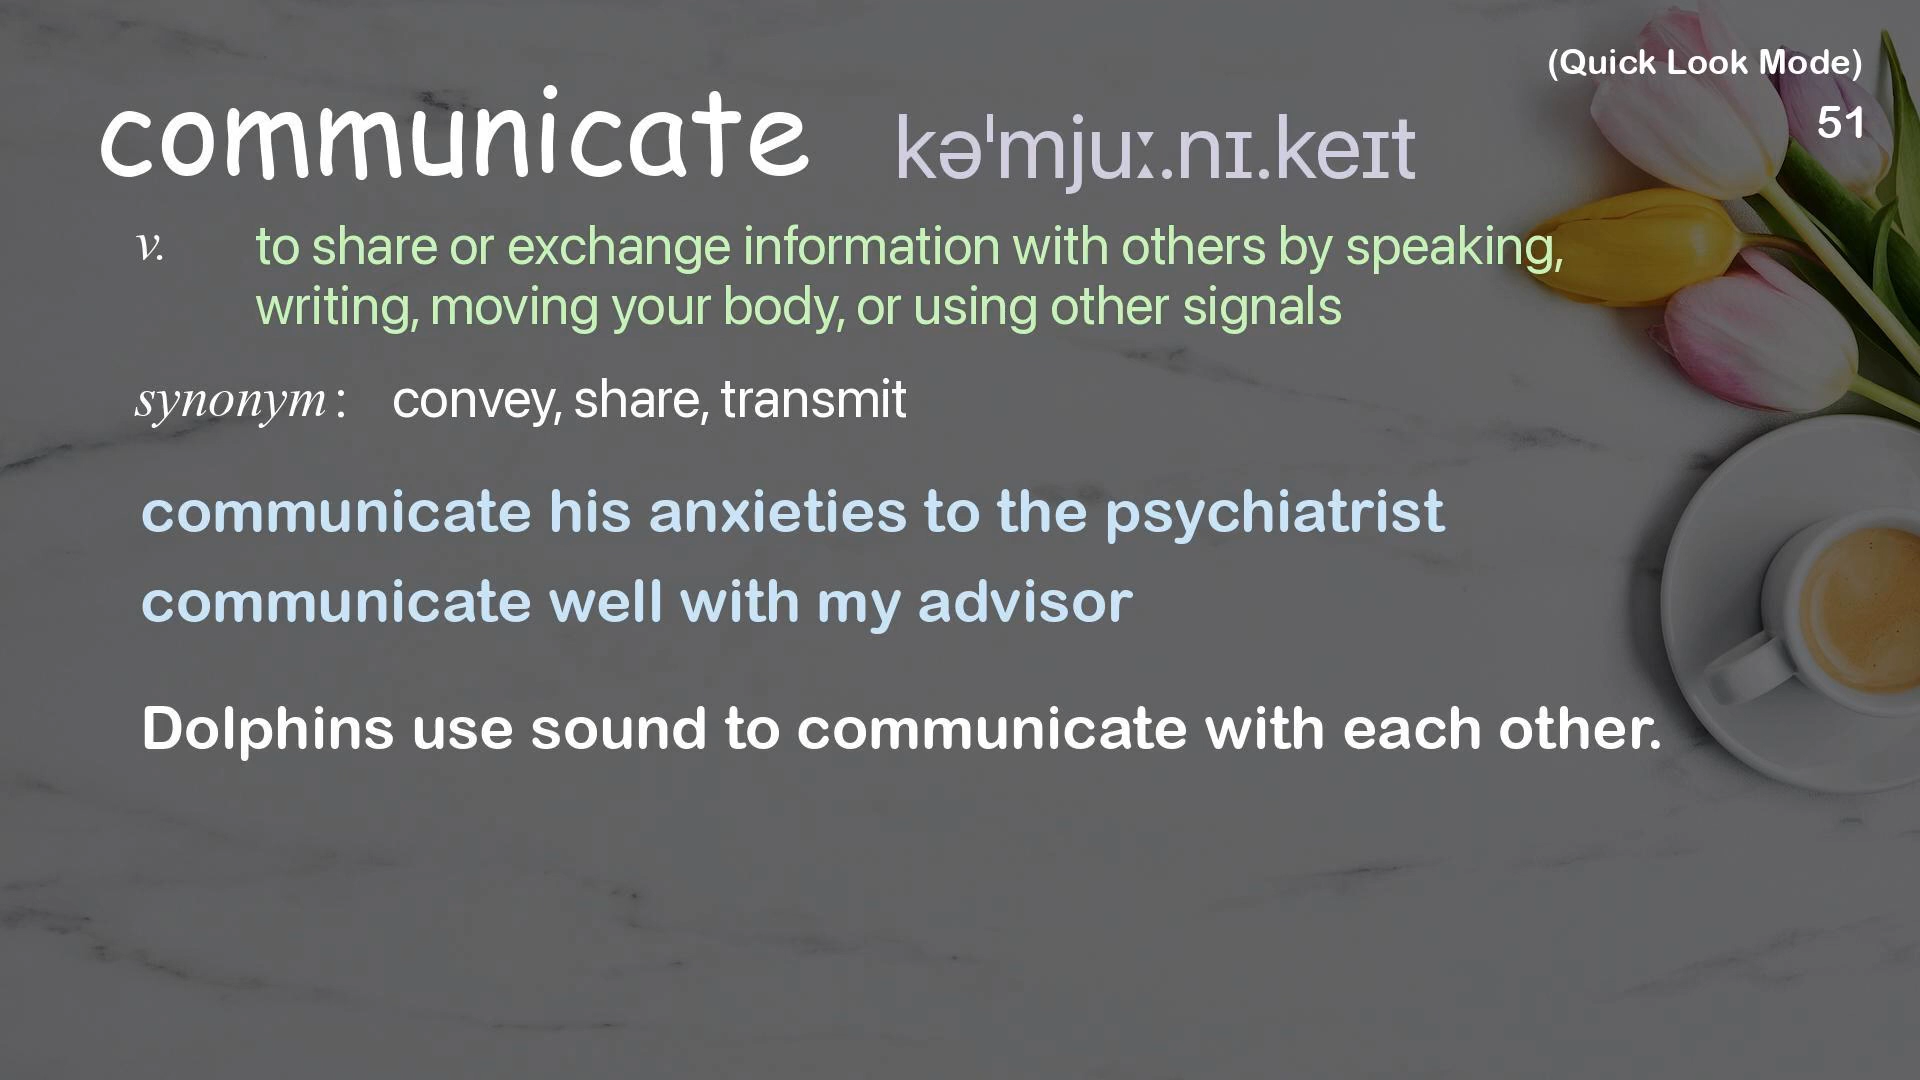 (Quick Look Mode)
51
communicate kəˈmjuː.nɪ.keɪt
v. to share or exchange information with others by speaking,
writing, moving your body, or using other signals
synonym : convey, share, transmit
communicate his anxieties to the psychiatrist
communicate well with my advisor
Dolphins use sound to communicate with each other.